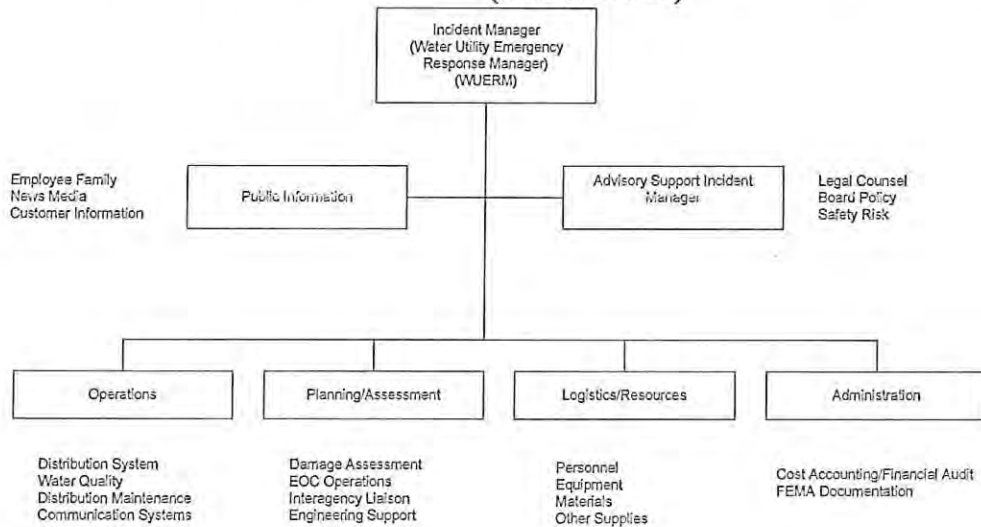 Incident Manager
(Water Utility Emergency
Response Manager)
(WUERM)
Employee Family
News Media
Customer Information
Public Information
Advisory Support Incident
Manager
Legal Counsel
Board Policy
Safety Risk
Operations
Planning/Assessment
Logistics/Resources
Administration
Distribution System
Water Quality
Distribution Maintenance
Communication Systems
Damage Assessment
EOC Operations
Interagency Liaison
Engineering Support
Personnel
Equipment
Materials
Other Supplies
Cost Accounting/Financial Audit
FEMA Documentation